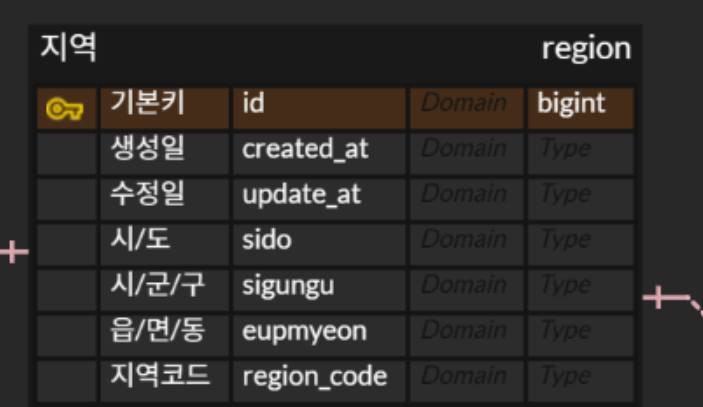 지역 region
기본키 id Domain bigint
생성일 created_at Domain Type
수정일 update_at Domain Type
시/도 sido Domain Type
시/군/구 sigungu Domain Type
읍/면/동 eupmyeon Domain Type
지역코드 region_code Domain Type